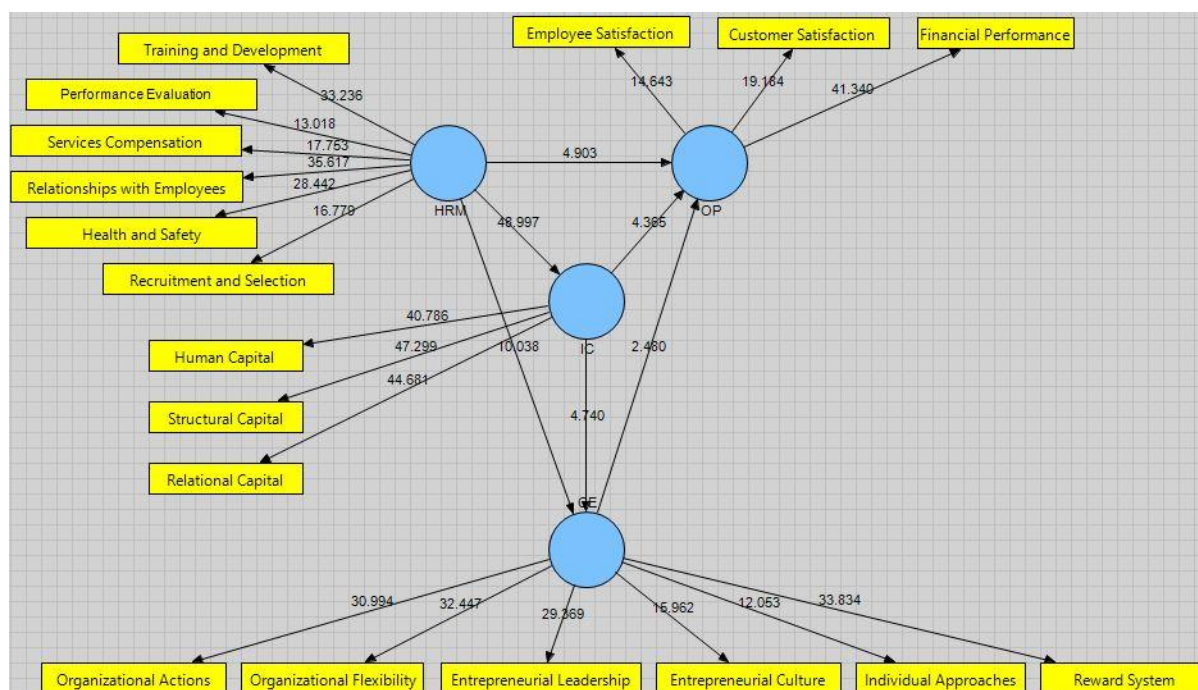 Employee Satisfaction
Customer Satisfaction
Financial Performance
Training and Development
33.236
14.643
19.184
41.340
Performance Evaluation
13.018
Services Compensation
17.753
35.617
4.903
Relationships with Employees
28.442
16.779
HRM
OP
48.997
4.365
Health and Safety
Recruitment and Selection
40.786
Human Capital
47.299
10.038
IC
2.480
44.681
Structural Capital
4.740
Relational Capital
CE
30.994
32.447
29.369
15.962
12.053
33.834
Organizational Actions
Organizational Flexibility
Entrepreneurial Leadership
Entrepreneurial Culture
Individual Approaches
Reward System